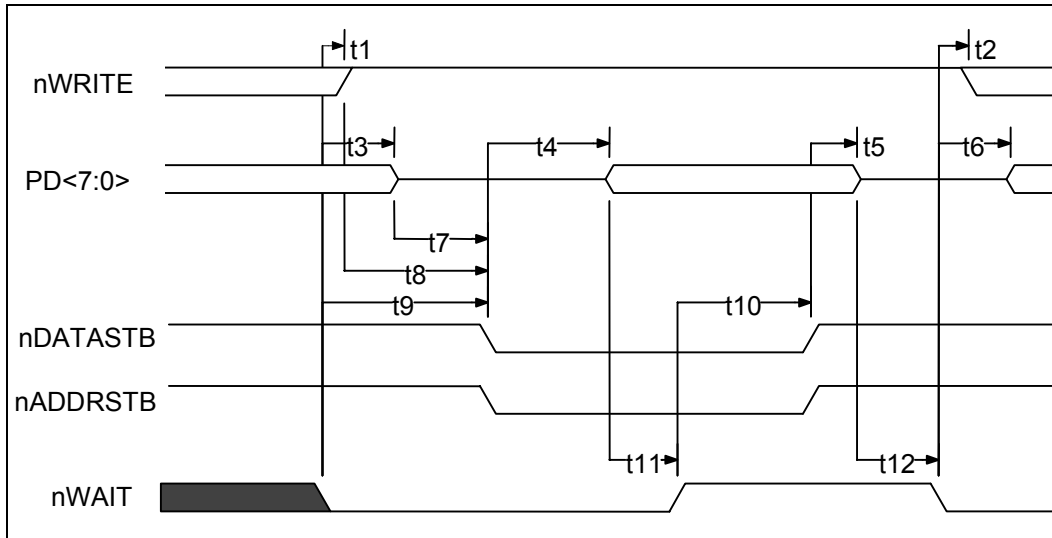 t1 t2
nWRITE
t3 t4 t5 t6
PD<7:0>
t7
t8
t9 t10
nDATASTB
nADDRSTB
t11 t12
nWAIT